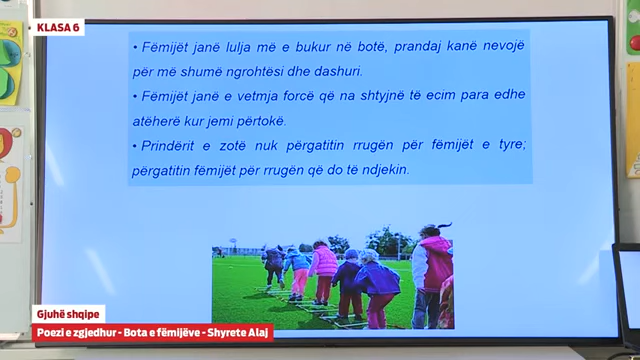 KLASA 6
• Fëmijët janë lulja më e bukur në botë, prandaj kanë nevojë
për më shumë ngrohtësi dhe dashuri.
• Fëmijët janë e vetmja forcë që na shtyjnë të ecim para edhe
atëherë kur jemi përtokë.
• Prindërit e zotë nuk përgatitin rrugën për fëmijët e tyre;
përgatitin fëmijët për rrugën që do të ndjekin.
Gjuhë shqipe
Poezi e zgjedhur - Bota e fëmijëve - Shyrete Alaj